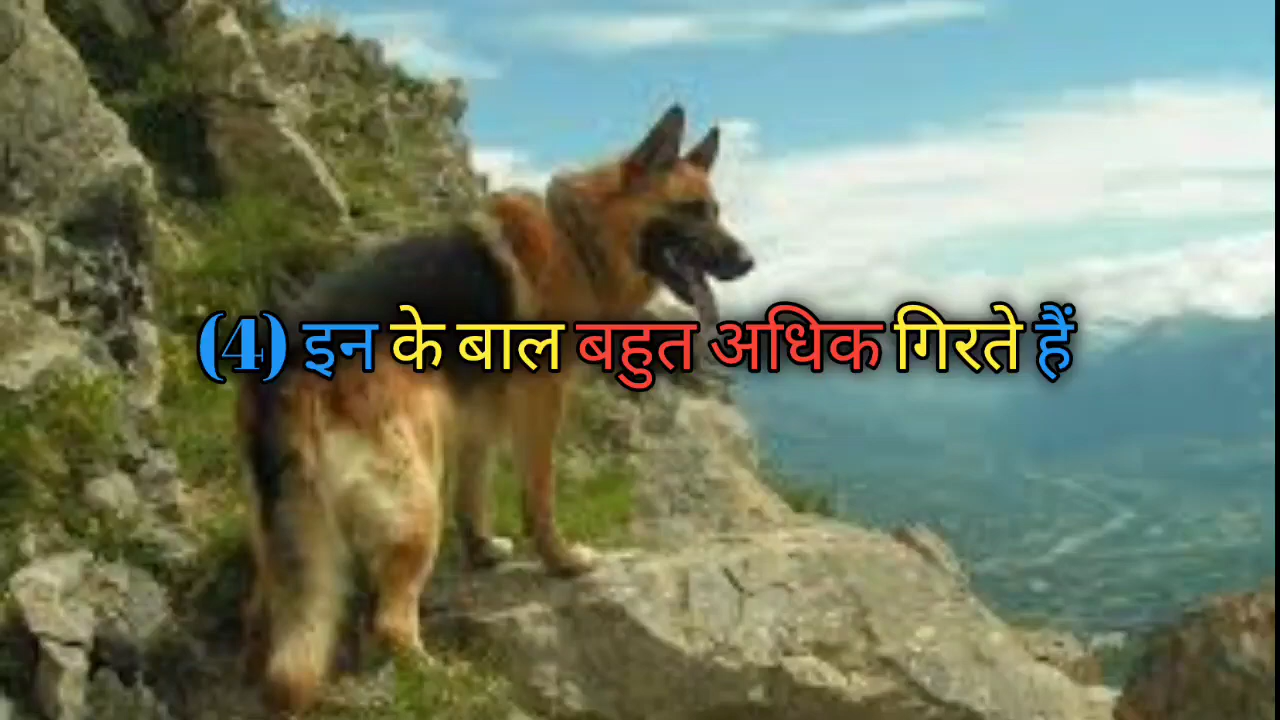 (4) इन के बाल बहुत अधिक गिरते हैं